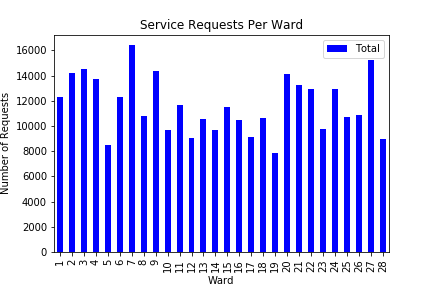 Service Requests Per Ward
Total
Number of Requests
16000
14000
12000
10000
8000
6000
4000
2000
0
1 2 3 4 5 6 7 8 9 10 11 12 13 14 15 16 17 18 19 20 21 22 23 24 25 26 27 28
Ward